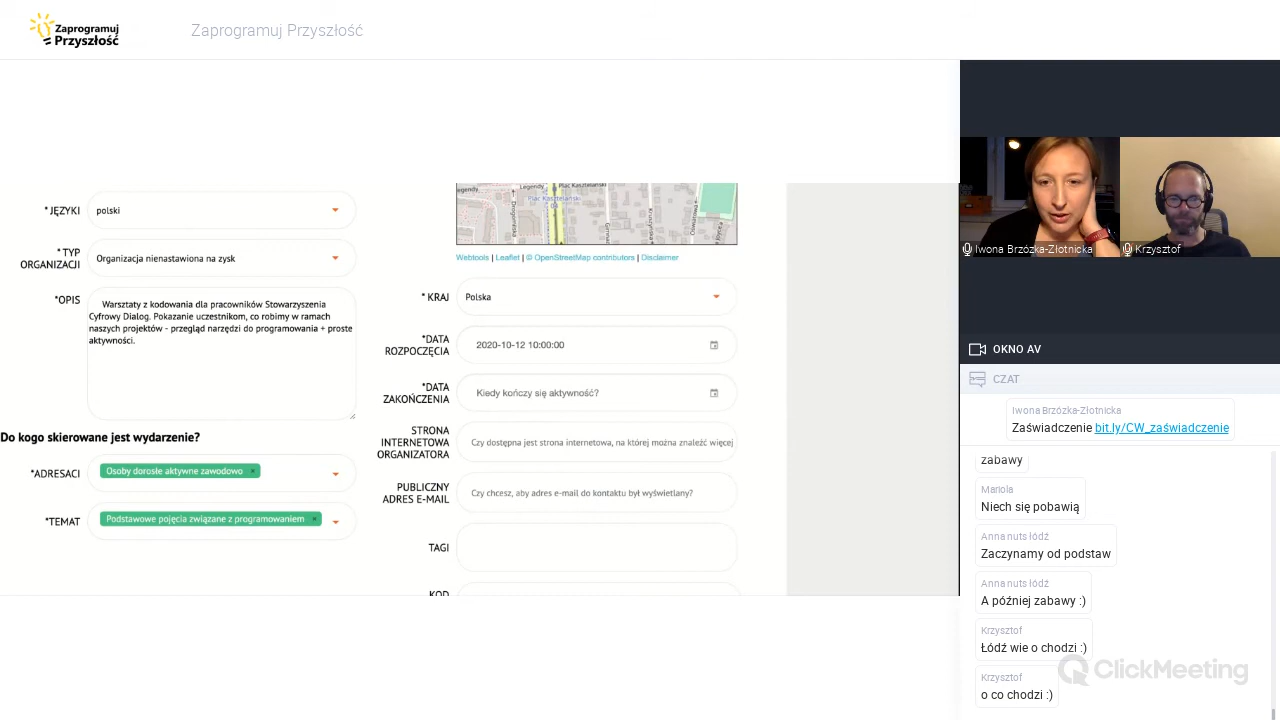 Zaprogramuj
Przyszłość
Zaprogramuj Przyszłość
* JĘZYKI
polski
* TYP
ORGANIZACJI
Organizacja nienastawiona na zysk
*OPIS
Warsztaty z kodowania dla pracowników Stowarzyszenia
Cyfrowy Dialog. Pokazanie uczestnikom, co robimy w ramach
naszych projektów - przegląd narzędzi do programowania + proste
aktywności.
Do kogo skierowane jest wydarzenie?
*ADRESACI
Osoby dorosłe aktywne zawodowo ×
*TEMAT
Podstawowe pojęcia związane z programowaniem ×
Legendy
Plac Kasztelański
Plac Kasztelański
Drogistów
Webtools | Leaflet | © OpenStreetMap contributors | Disclaimer
* KRAJ
Polska
*DATA
ROZPOCZĘCIA
2020-10-12 10:00:00
*DATA
ZAKOŃCZENIA
Kiedy kończy się aktywność?
STRONA
INTERNETOWA
ORGANIZATORA
Czy dostępna jest strona internetowa, na której można znaleźć więcej
PUBLICZNY
ADRES E-MAIL
Czy chcesz, aby adres e-mail do kontaktu był wyświetlany?
TAGI
KOD
Iwona Brzózka-Złotnicka
Krzysztof
OKNO AV
CZAT
Iwona Brzózka-Złotnicka
Zaświadczenie bit.ly/CW_zaświadczenie
zabawy
Mariola
Niech się pobawią
Anna nuts łódź
Zaczynamy od podstaw
Anna nuts łódź
A później zabawy :)
Krzysztof
Łódź wie o chodzi :)
Krzysztof
o co chodzi :)
ClickMeeting